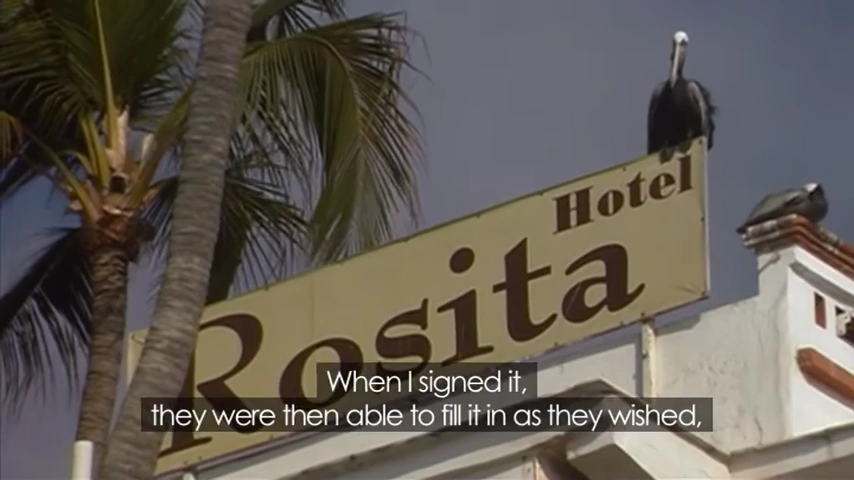 Hotel
Rosita
When I signed it,
they were then able to fill it in as they wished,